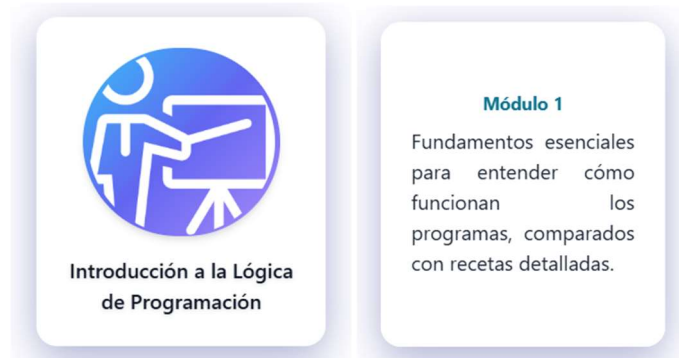 Introducción a la Lógica
de Programación
Módulo 1
Fundamentos esenciales
para entender cómo
funcionan los
programas, comparados
con recetas detalladas.